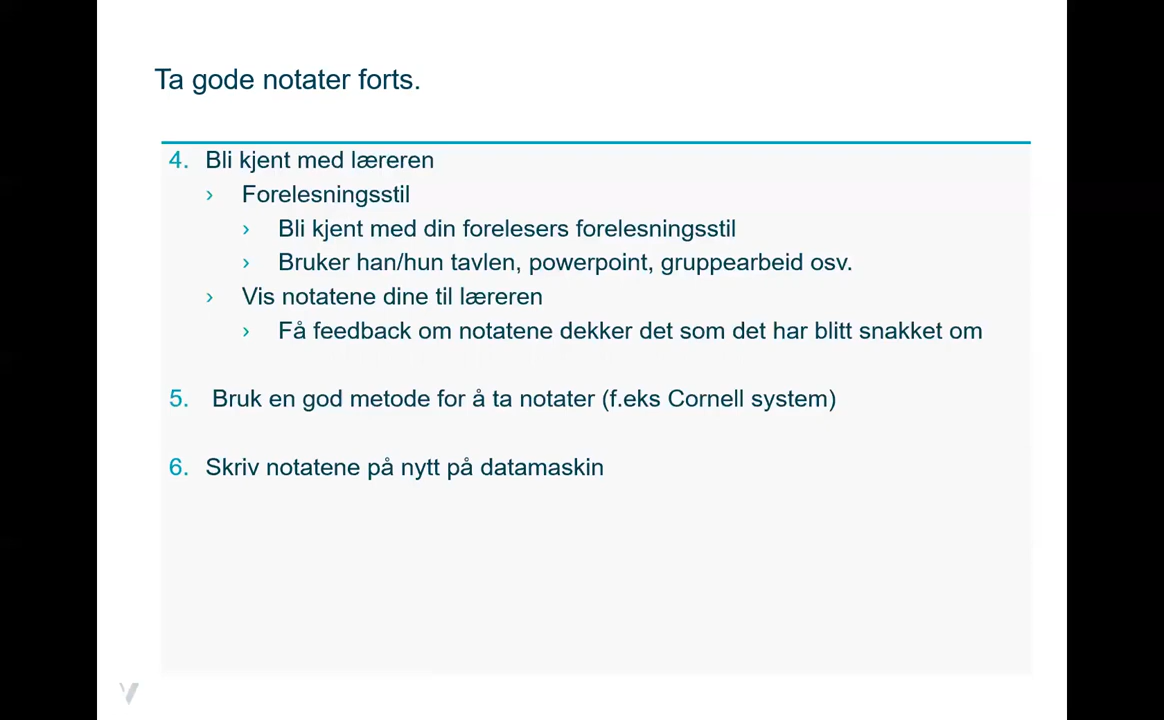 Ta gode notater forts.
4. Bli kjent med læreren
› Forelesningsstil
› Bli kjent med din forelesers forelesningsstil
› Bruker han/hun tavlen, powerpoint, gruppearbeid osv.
› Vis notatene dine til læreren
› Få feedback om notatene dekker det som det har blitt snakket om
5. Bruk en god metode for å ta notater (f.eks Cornell system)
6. Skriv notatene på nytt på datamaskin